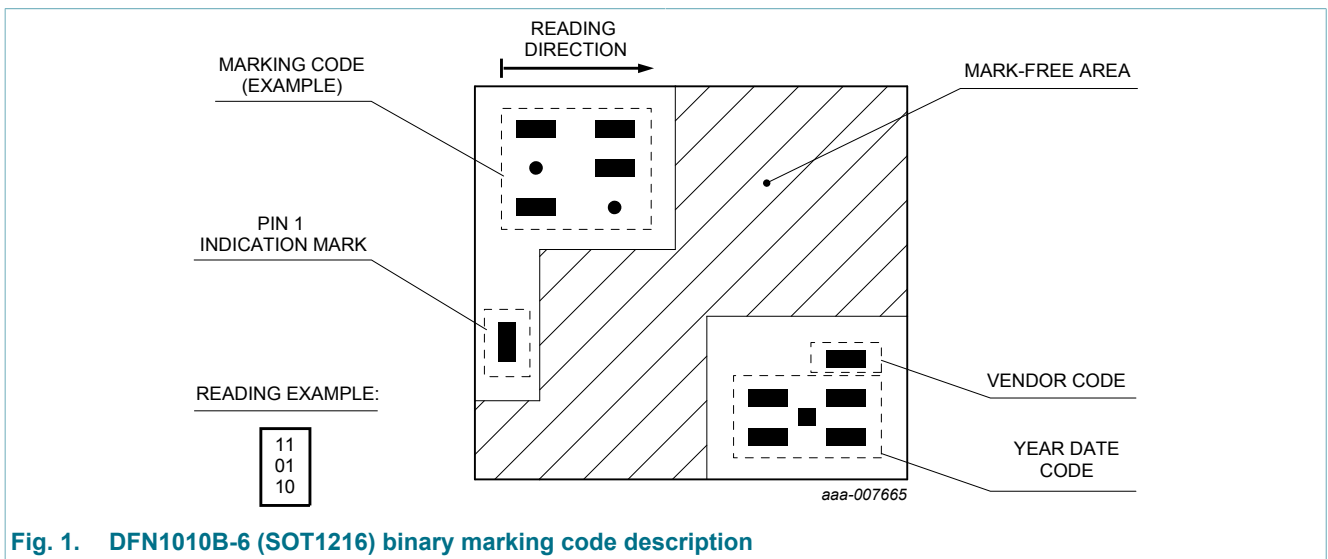 READING
DIRECTION
MARKING CODE
(EXAMPLE)
MARK-FREE AREA
PIN 1
INDICATION MARK
READING EXAMPLE:
11
01
10
VENDOR CODE
YEAR DATE
CODE
aaa-007665
Fig. 1. DFN1010B-6 (SOT1216) binary marking code description